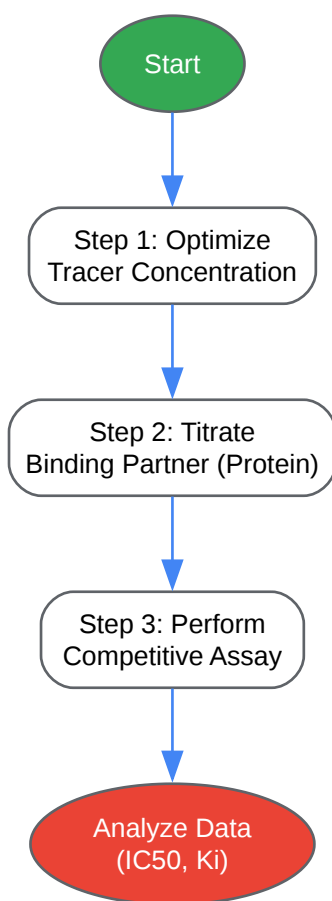 Start
Step 1: Optimize
Tracer Concentration
Step 2: Titrate
Binding Partner (Protein)
Step 3: Perform
Competitive Assay
Analyze Data
(IC50, Ki)